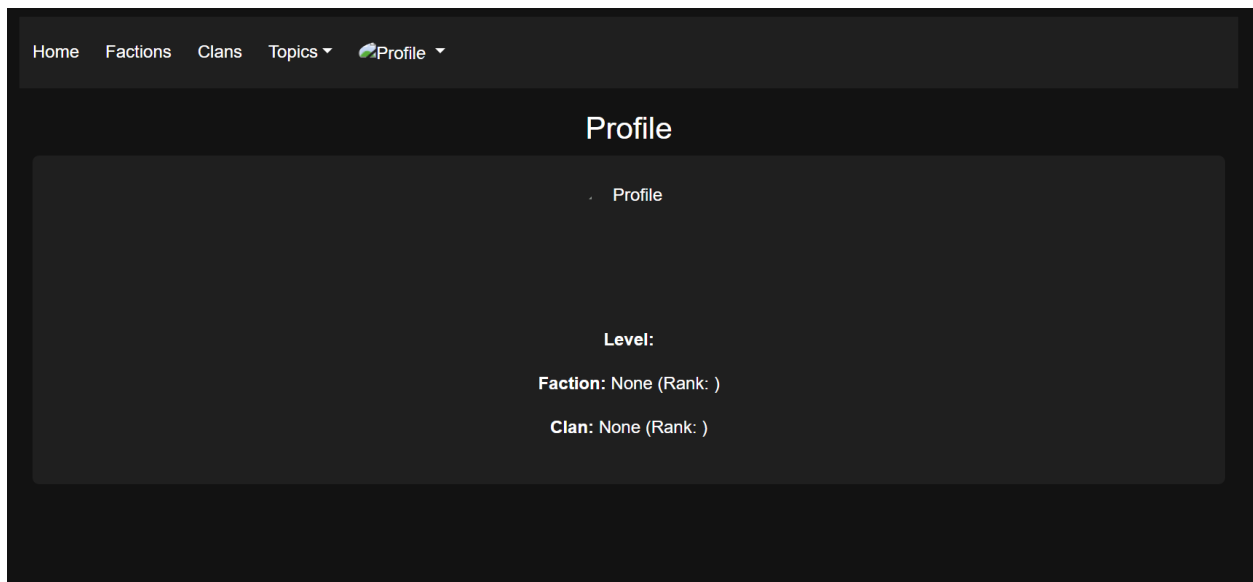 Home Factions Clans Topics Profile
Profile
Profile
Level:
Faction: None (Rank: )
Clan: None (Rank: )